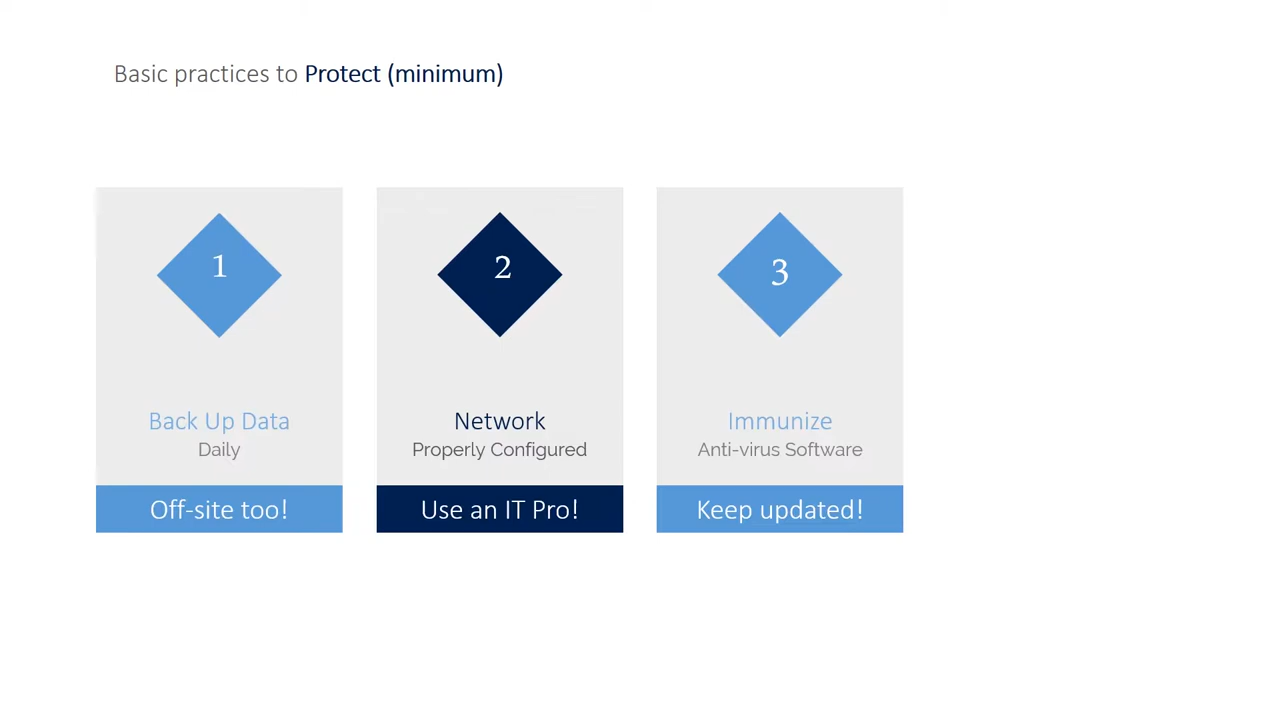 Basic practices to Protect (minimum)
1
Back Up Data
Daily
Off-site too!
2
Network
Properly Configured
Use an IT Pro!
3
Immunize
Anti-virus Software
Keep updated!